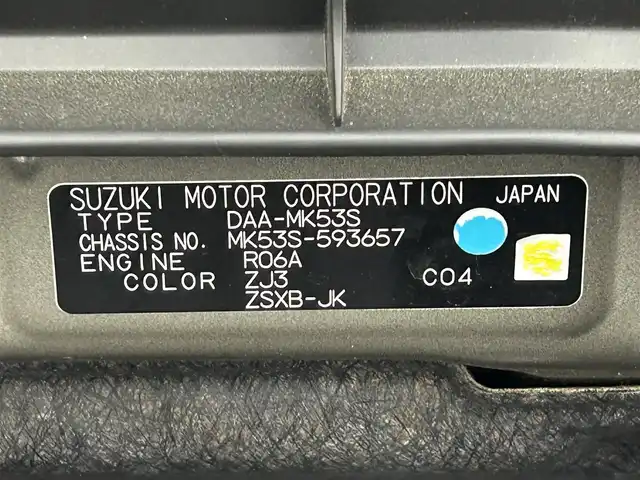 SUZUKI MOTOR CORPORATION JAPAN
TYPE DAA-MK53S
CHASSIS NO. MK53S-593657
ENGINE R06A
COLOR ZJ3 C04
ZSXB-JK